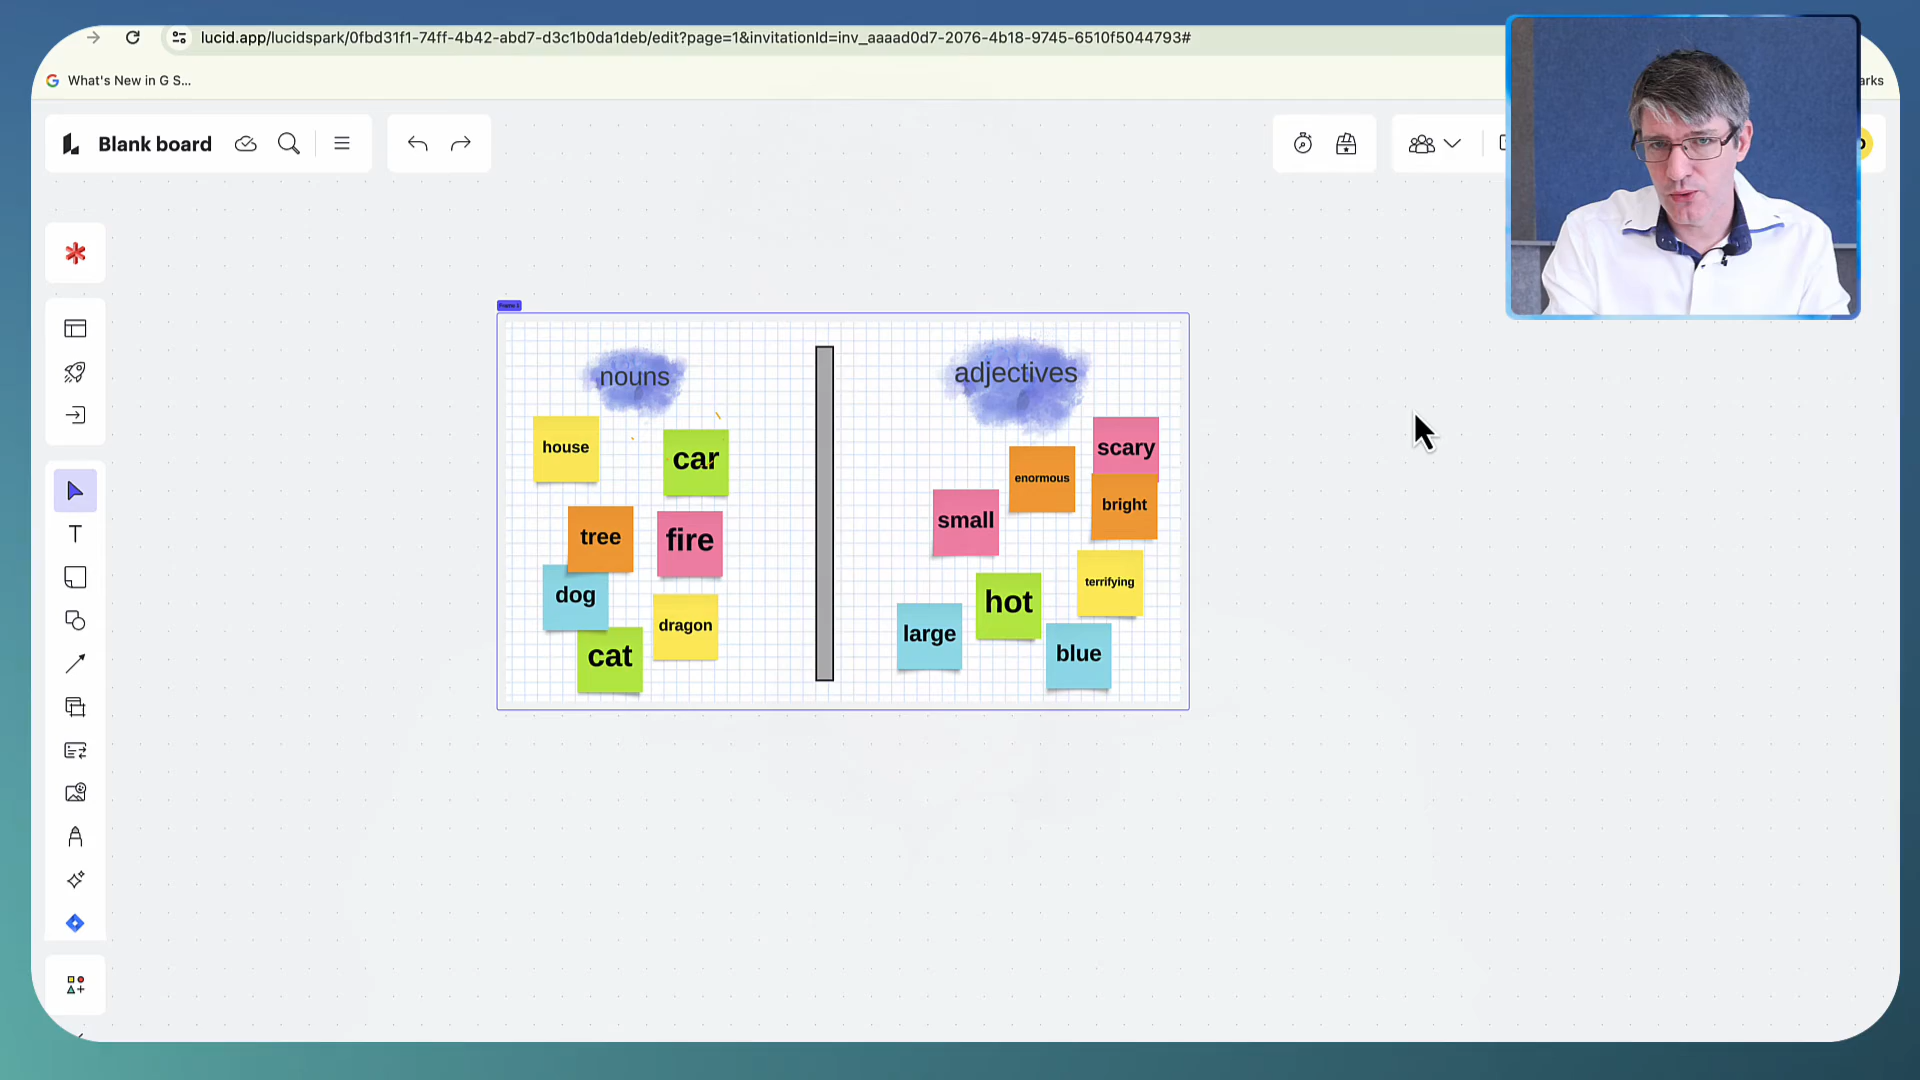 lucid.app/lucidspark/0fbd31f1-74ff-4b42-abd7-d3c1b0da1deb/edit?page=1&invitationId=inv_aaaad0d7-2076-4b18-9745-6510f5044793#
What's New in G S...
arks
Blank board
nouns
adjectives
house
car
tree
fire
dog
dragon
cat
scary
enormous
bright
small
terrifying
hot
large
blue